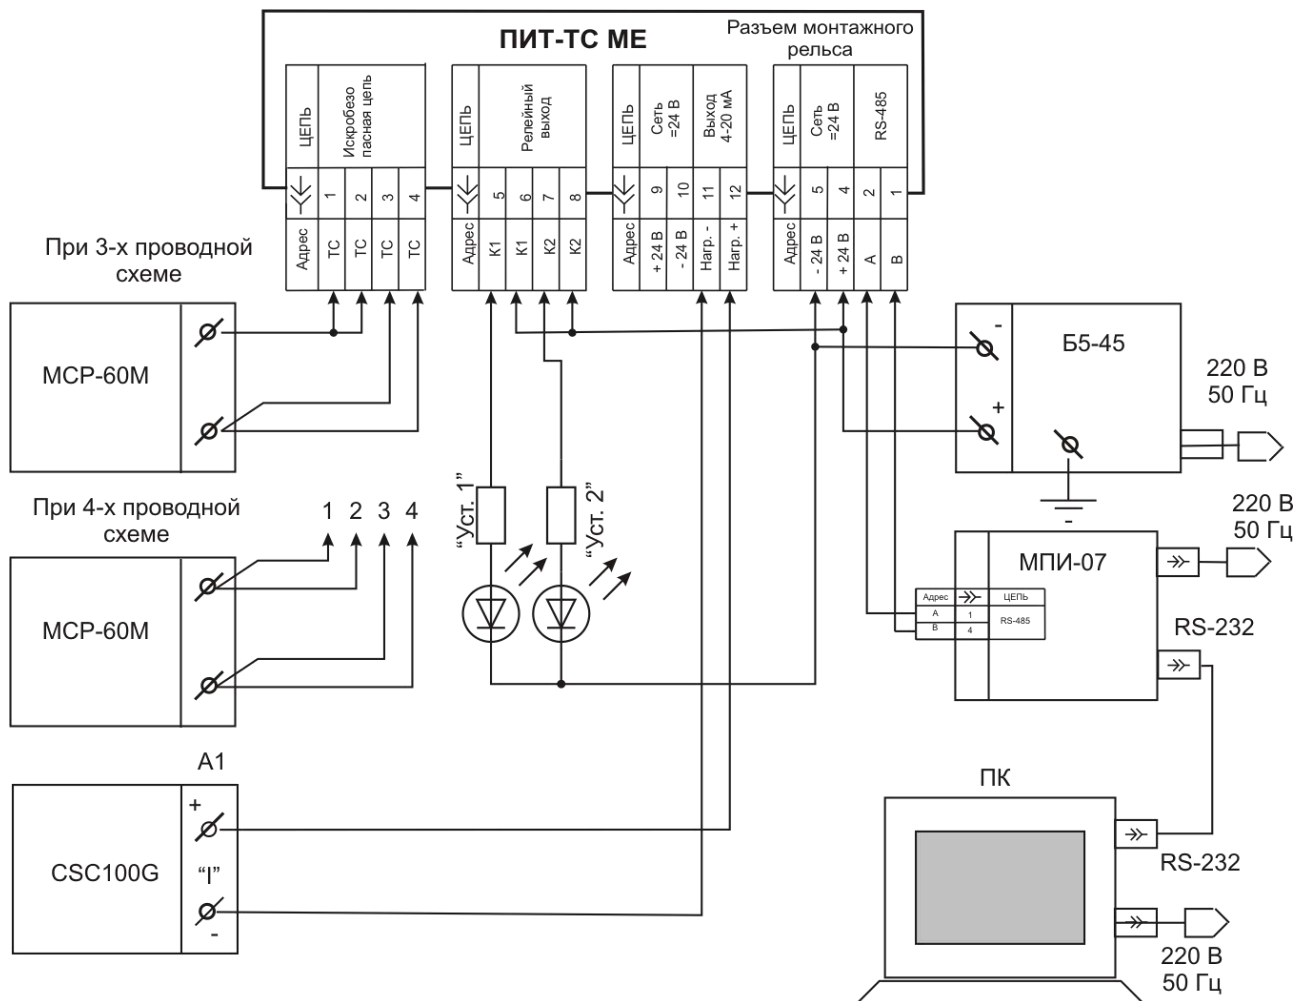 ПИТ-ТС МЕ
Разъем монтажного
рельса
ЦЕПЬ
Искробезо
пасная цепь
1
2
3
4
Адрес
ТС
ТС
ТС
ТС
ЦЕПЬ
Релейный
выход
5
6
7
8
Адрес
К1
К1
К2
К2
ЦЕПЬ
Сеть
=24 В
Выход
4-20 мА
9
10
11
12
Адрес
+ 24 В
- 24 В
Нагр. -
Нагр. +
ЦЕПЬ
Сеть
=24 В
RS-485
5
4
2
1
Адрес
- 24 В
+ 24 В
А
В
При 3-х проводной
схеме
МСР-60М
При 4-х проводной
схеме
1 2 3 4
МСР-60М
"Уст. 1"
"Уст. 2"
А1
CSC100G
+
"I"
-
-
+
Б5-45
220 В
50 Гц
-
220 В
50 Гц
МПИ-07
Адрес ЦЕПЬ
А 1
В 4
RS-485
RS-232
ПК
RS-232
220 В
50 Гц